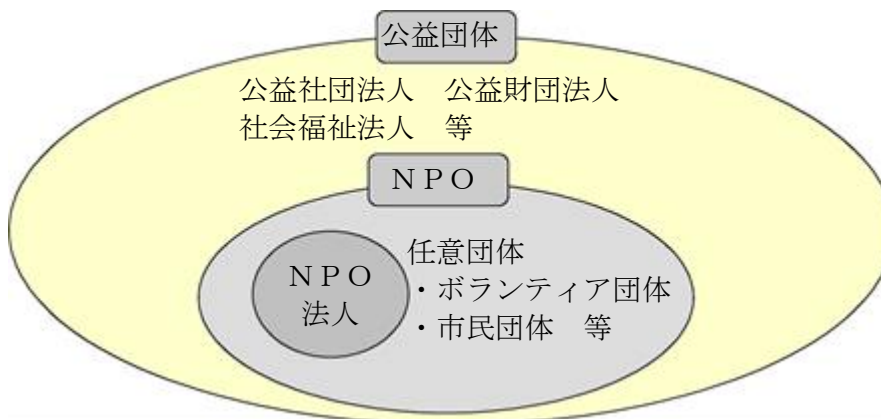 公益団体
公益社団法人　公益財団法人
社会福祉法人　等
ＮＰＯ
ＮＰＯ
法人
任意団体
・ボランティア団体
・市民団体　等